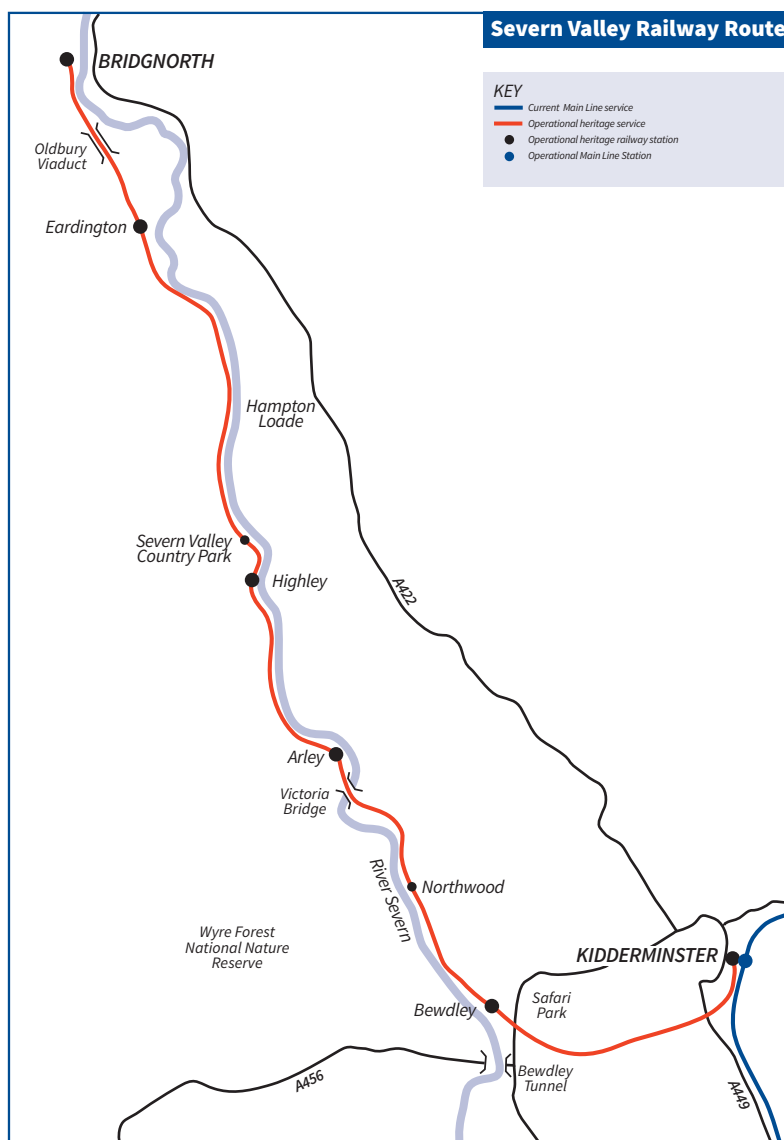 Severn Valley Railway Route
KEY
Current Main Line service
Operational heritage service
Operational heritage railway station
Operational Main Line Station
BRIDGNORTH
Oldbury
Viaduct
Eardington
Hampton
Loade
Severn Valley
Country Park
Highley
A422
Arley
Victoria
Bridge
River Severn
Northwood
Wyre Forest
National Nature
Reserve
KIDDERMINSTER
Safari
Park
Bewdley
Bewdley
Tunnel
A456
A449